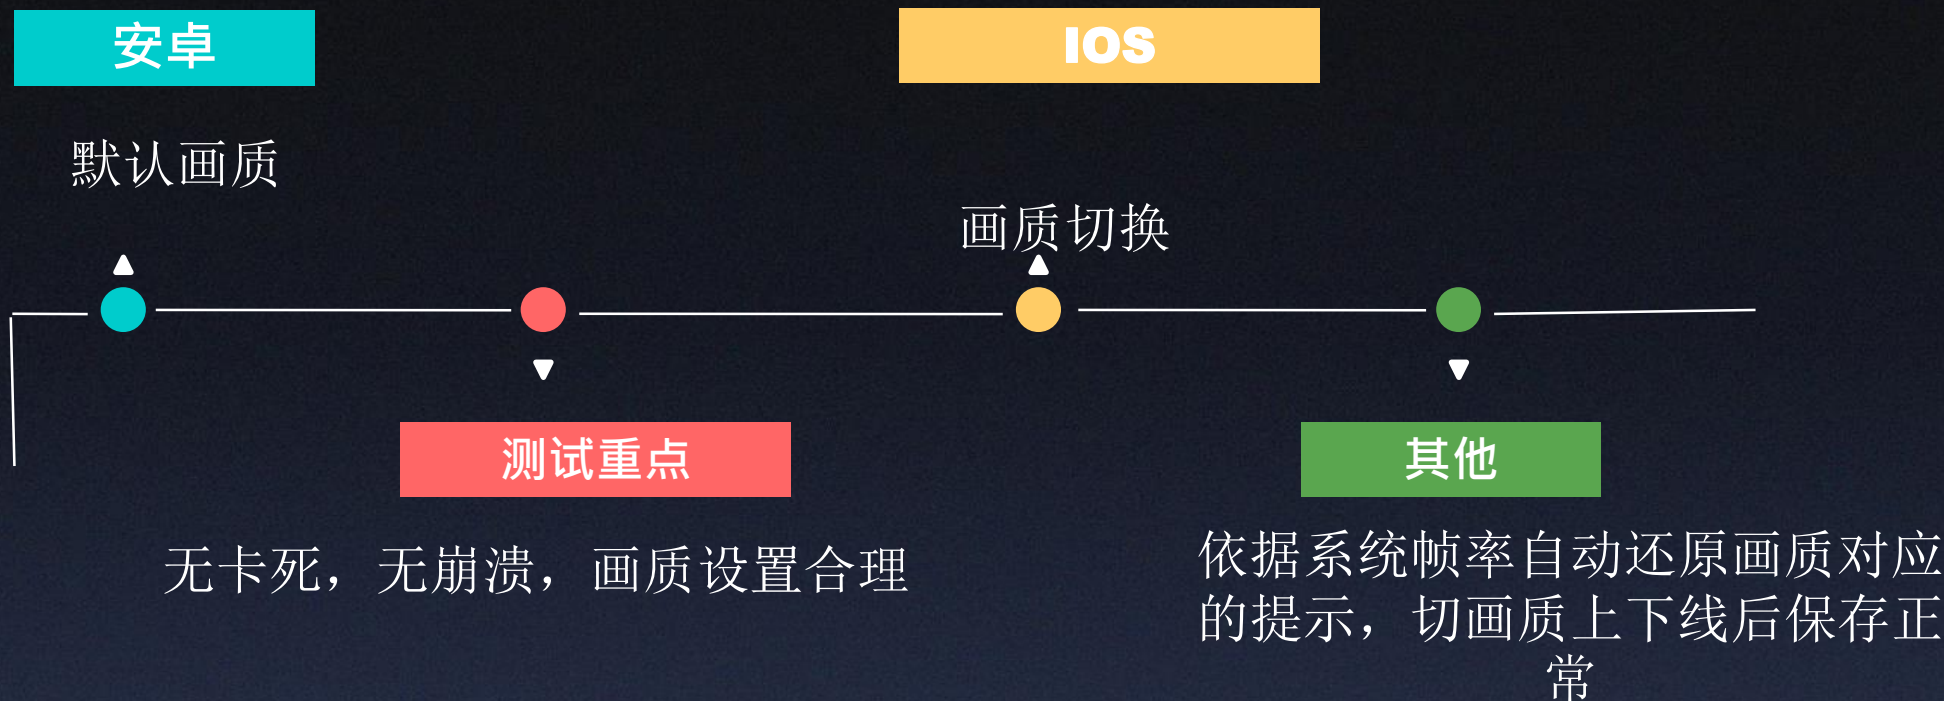 安卓
IOS
默认画质
画质切换
测试重点
其他
无卡死，无崩溃，画质设置合理
依据系统帧率自动还原画质对应
的提示，切画质上下线后保存正
常